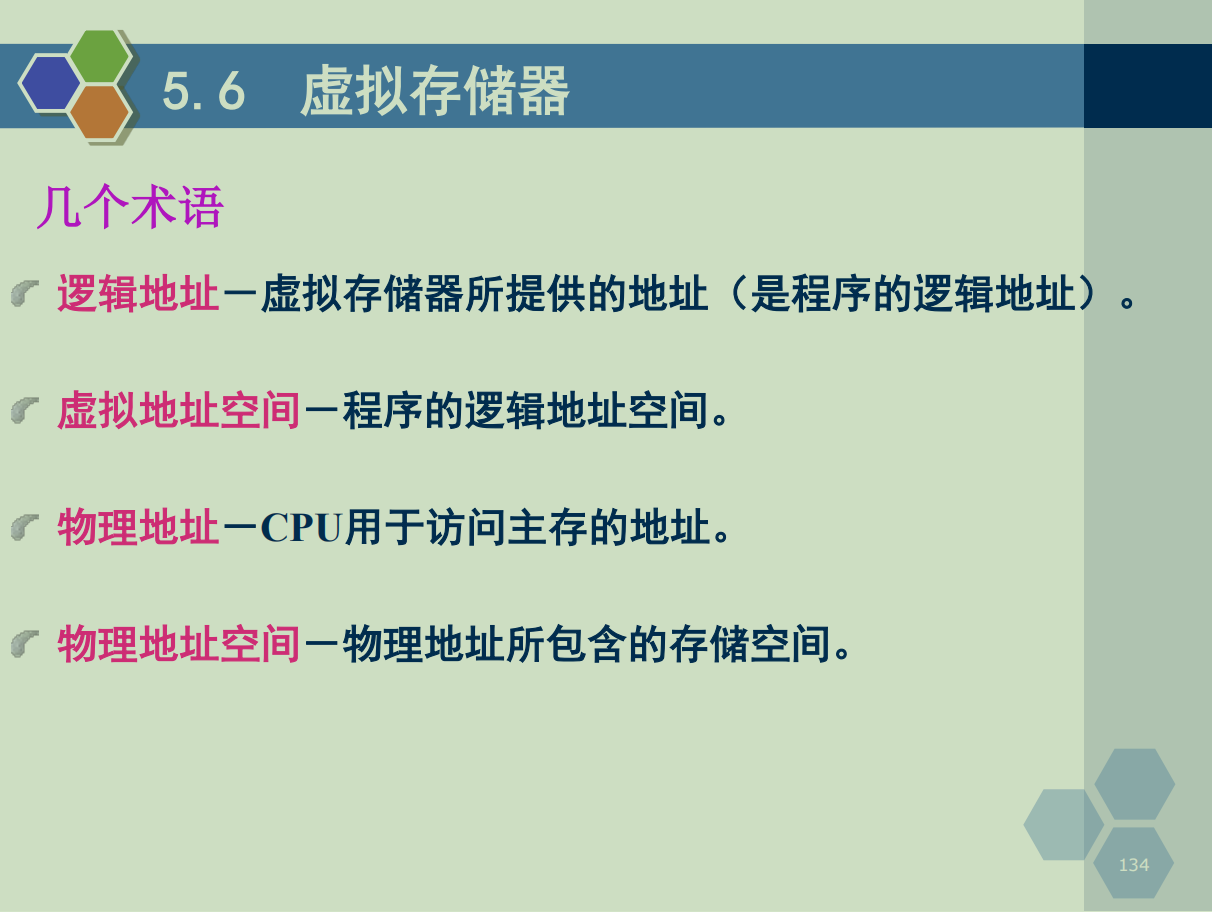 5.6 虚拟存储器
几个术语
逻辑地址－虚拟存储器所提供的地址（是程序的逻辑地址）。
虚拟地址空间－程序的逻辑地址空间。
物理地址－CPU用于访问主存的地址。
物理地址空间－物理地址所包含的存储空间。
134